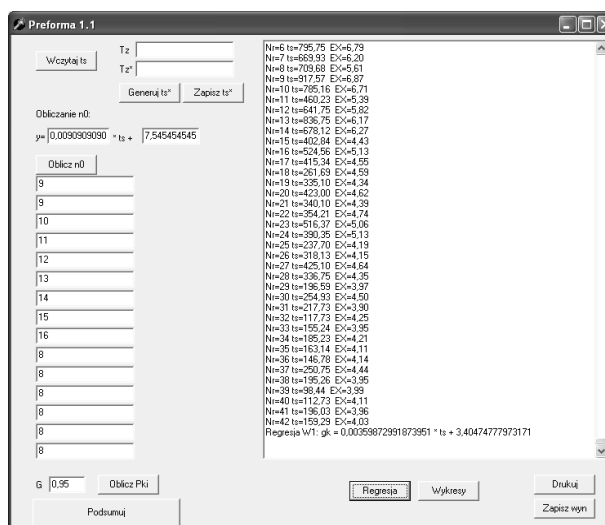 Preforma 1.1
Wczytaj ts
Tz
Tz*
Generuj ts*
Zapisz ts*
Obliczanie n0:
y= 0,0090909090 * ts + 7,545454545
Oblicz n0
9
9
10
11
12
13
14
15
16
8
8
8
8
8
8
G 0,95
Oblicz Pki
Podsumuj
Nr=6 ts=795,75 EX=6,79
Nr=7 ts=669,93 EX=6,20
Nr=8 ts=709,68 EX=5,61
Nr=9 ts=917,57 EX=6,87
Nr=10 ts=785,16 EX=6,71
Nr=11 ts=460,23 EX=5,39
Nr=12 ts=641,75 EX=5,82
Nr=13 ts=836,75 EX=6,17
Nr=14 ts=678,12 EX=6,27
Nr=15 ts=402,84 EX=4,43
Nr=16 ts=524,56 EX=5,13
Nr=17 ts=415,34 EX=4,55
Nr=18 ts=261,69 EX=4,59
Nr=19 ts=335,10 EX=4,34
Nr=20 ts=423,00 EX=4,62
Nr=21 ts=340,10 EX=4,39
Nr=22 ts=354,21 EX=4,74
Nr=23 ts=516,37 EX=5,06
Nr=24 ts=390,35 EX=5,13
Nr=25 ts=237,70 EX=4,19
Nr=26 ts=318,13 EX=4,15
Nr=27 ts=425,10 EX=4,64
Nr=28 ts=336,75 EX=4,35
Nr=29 ts=196,59 EX=3,97
Nr=30 ts=254,93 EX=4,50
Nr=31 ts=217,73 EX=3,90
Nr=32 ts=117,73 EX=4,25
Nr=33 ts=155,24 EX=3,95
Nr=34 ts=185,23 EX=4,21
Nr=35 ts=163,14 EX=4,11
Nr=36 ts=146,78 EX=4,14
Nr=37 ts=250,75 EX=4,44
Nr=38 ts=195,26 EX=3,95
Nr=39 ts=98,44 EX=3,99
Nr=40 ts=112,73 EX=4,11
Nr=41 ts=196,03 EX=3,96
Nr=42 ts=159,29 EX=4,03
Regresja W1: gk = 0,00359872991873951 * ts + 3,40474777973171
Regresja
Wykresy
Drukuj
Zapisz wyn